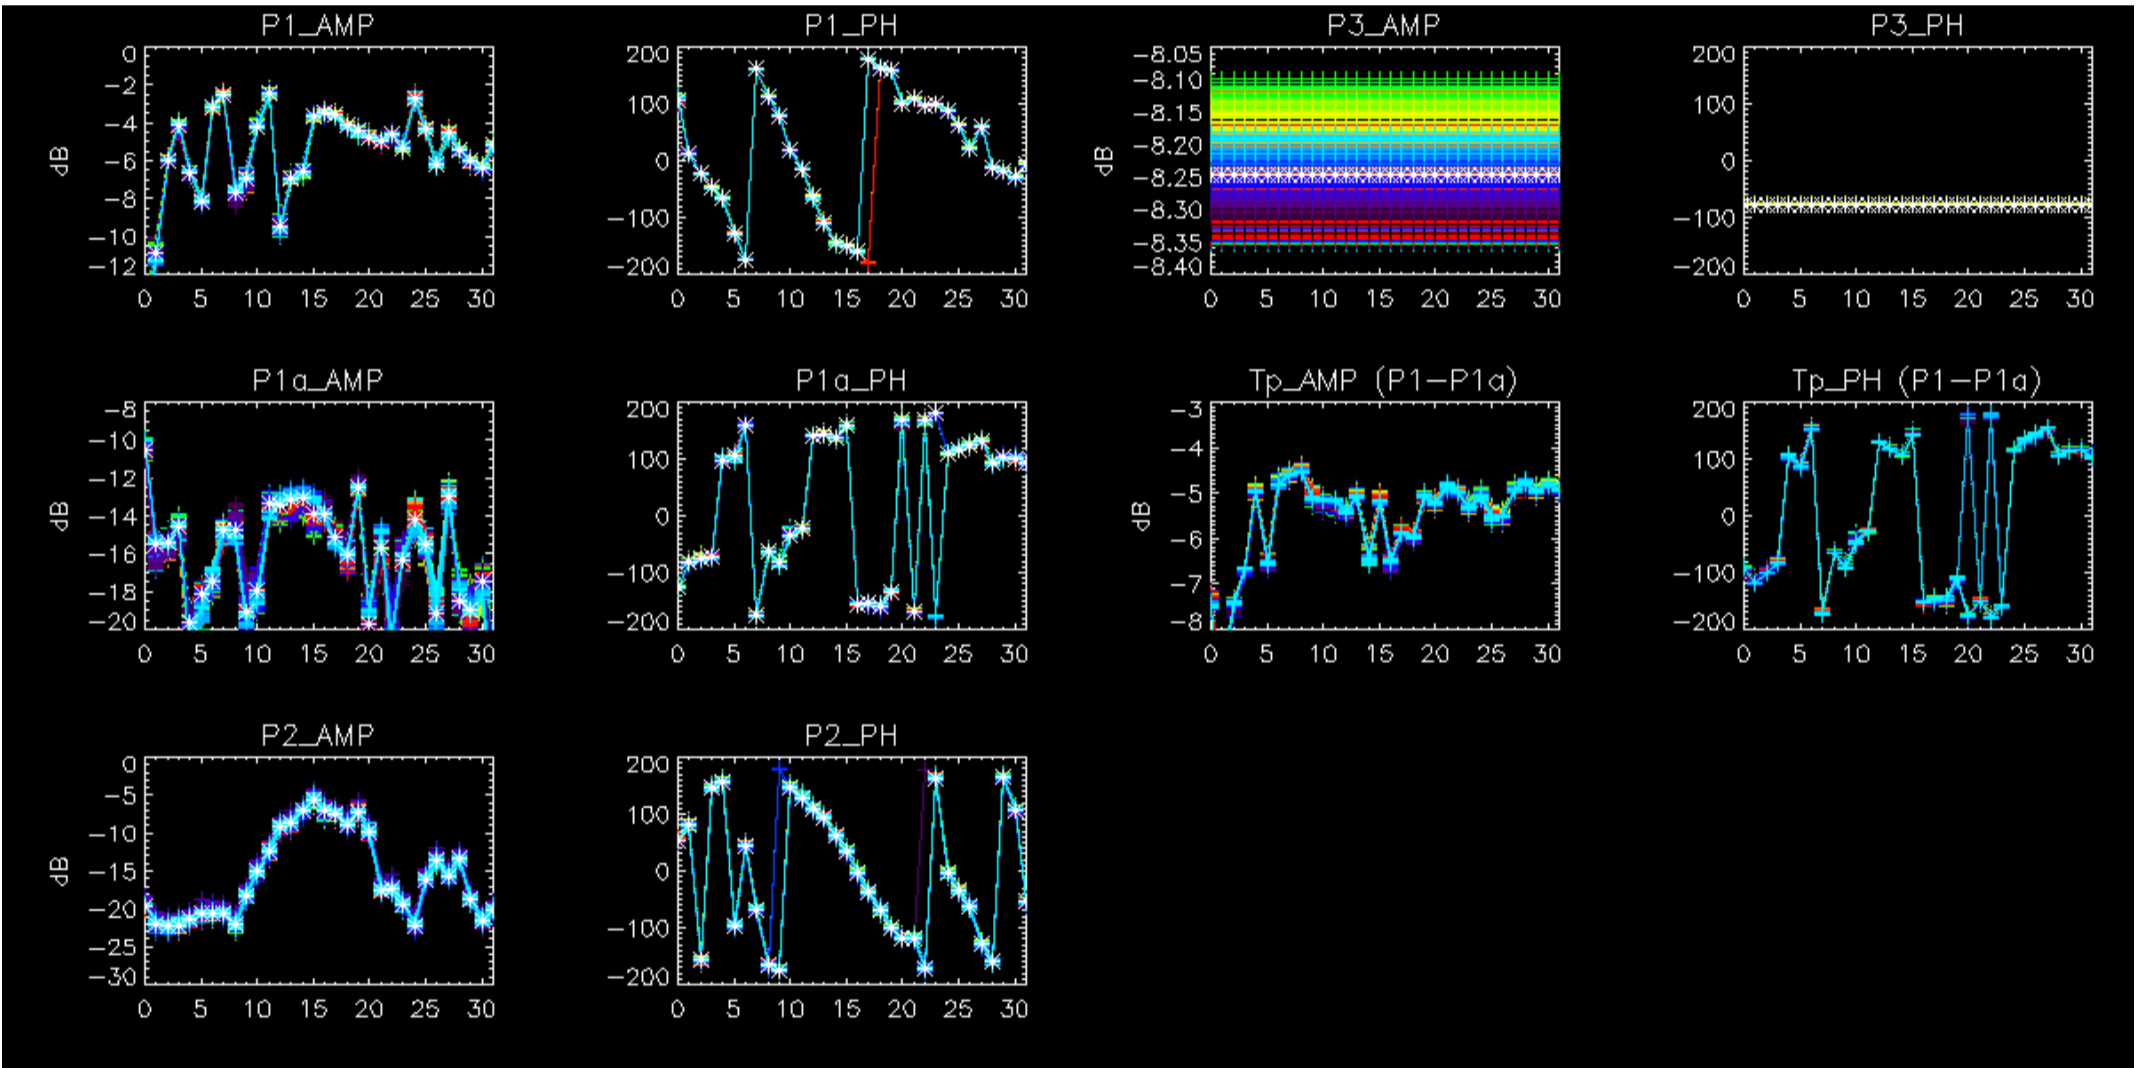 P1_AMP
dB
0
-2
-4
-6
-8
-10
-12
0 5 10 15 20 25 30
P1_PH
200
100
0
-100
-200
0 5 10 15 20 25 30
P3_AMP
dB
-8.05
-8.10
-8.15
-8.20
-8.25
-8.30
-8.35
-8.40
0 5 10 15 20 25 30
P3_PH
200
100
0
-100
-200
0 5 10 15 20 25 30
P1a_AMP
dB
-8
-10
-12
-14
-16
-18
-20
0 5 10 15 20 25 30
P1a_PH
200
100
0
-100
-200
0 5 10 15 20 25 30
Tp_AMP (P1-P1a)
dB
-3
-4
-5
-6
-7
-8
0 5 10 15 20 25 30
Tp_PH (P1-P1a)
200
100
0
-100
-200
0 5 10 15 20 25 30
P2_AMP
dB
0
-5
-10
-15
-20
-25
-30
0 5 10 15 20 25 30
P2_PH
200
100
0
-100
-200
0 5 10 15 20 25 30